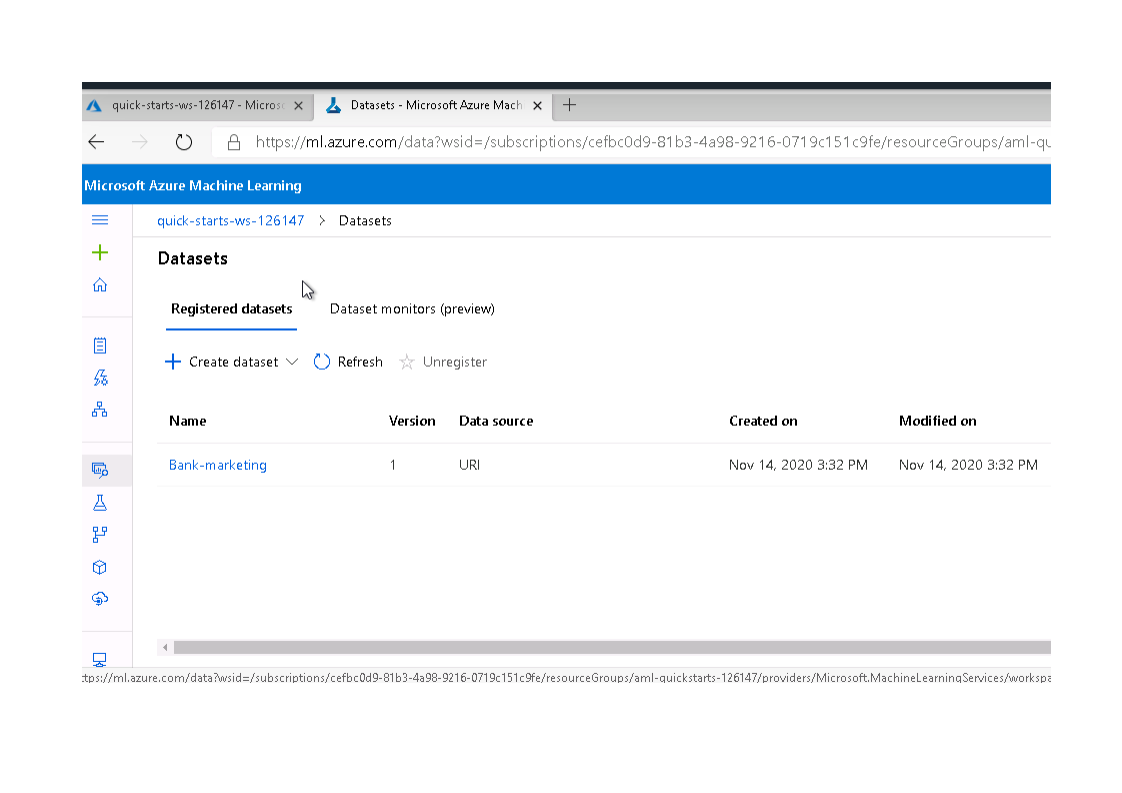 quick-starts-ws-126147 - Micros
Datasets - Microsoft Azure Mach
https://ml.azure.com/data?wsid=/subscriptions/cefbc0d9-81b3-4a98-9216-0719c151c9fe/resourceGroups/aml-qu
Microsoft Azure Machine Learning
quick-starts-ws-126147 > Datasets
Datasets
Registered datasets Dataset monitors (preview)
Create dataset Refresh Unregister
Name Version Data source Created on Modified on
Bank-marketing 1 URI Nov 14, 2020 3:32 PM Nov 14, 2020 3:32 PM
ttps://ml.azure.com/data?wsid=/subscriptions/cefbc0d9-81b3-4a98-9216-0719c151c9fe/resourceGroups/aml-quickstarts-126147/providers/Microsoft.MachineLearningServices/workspa